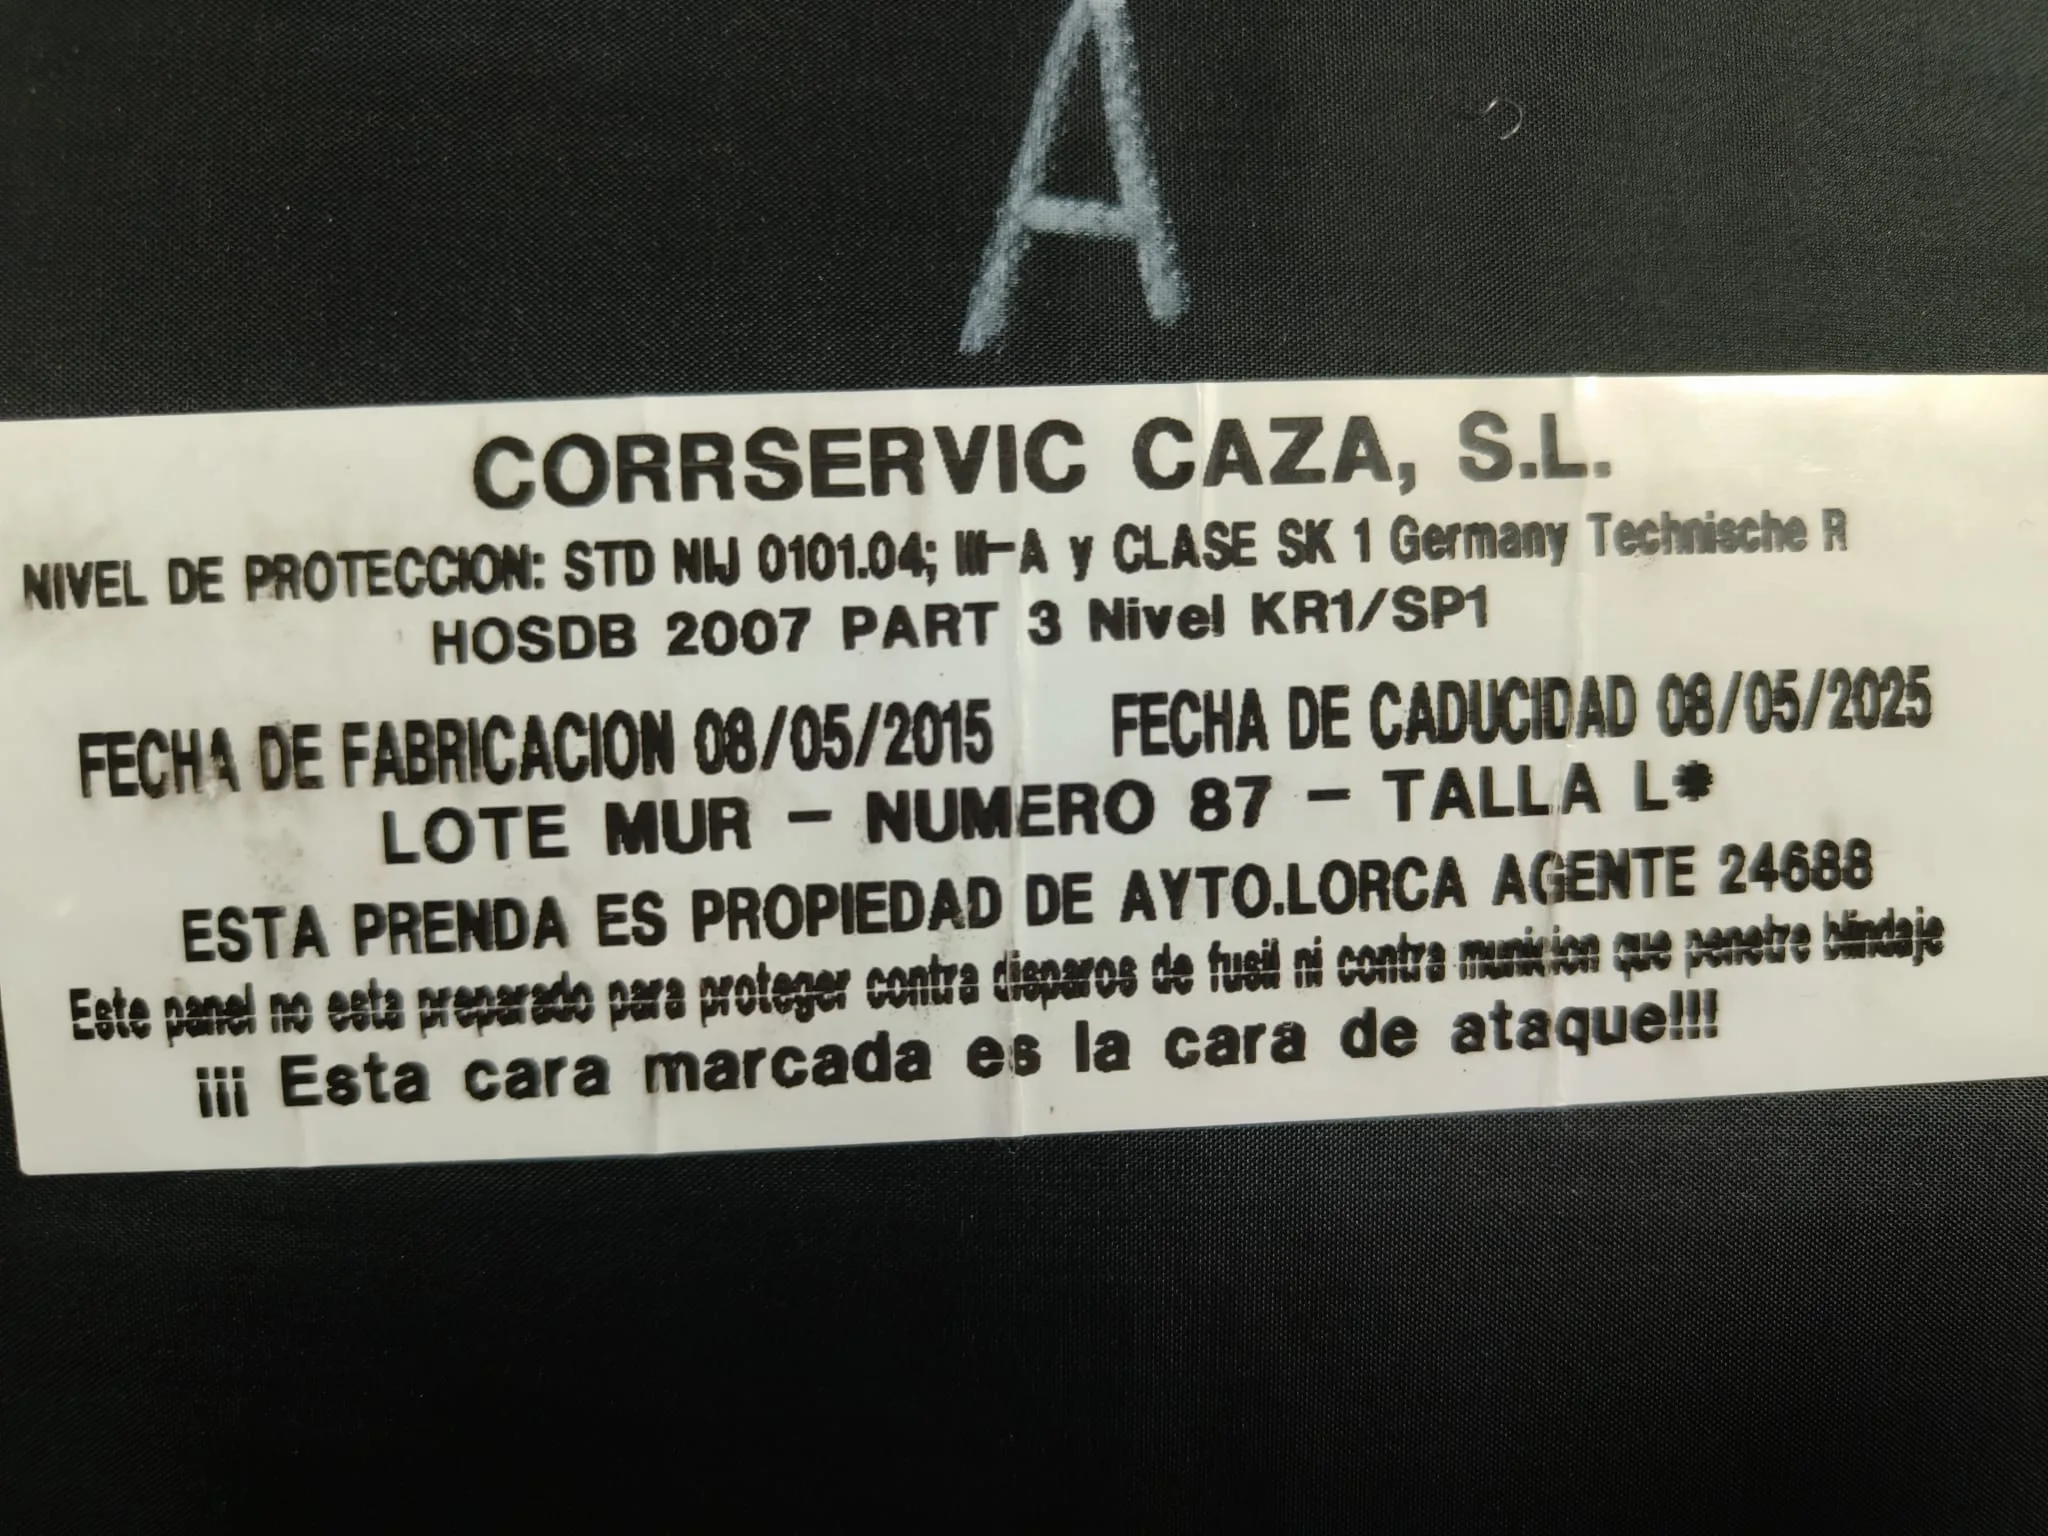 A
CORRSERVIC CAZA, S.L.
NIVEL DE PROTECCION: STD NIJ 0101.04; III-A y CLASE SK 1 Germany Technische R
HOSDB 2007 PART 3 Nivel KR1/SP1
FECHA DE FABRICACION 08/05/2015 FECHA DE CADUCIDAD 08/05/2025
LOTE MUR - NUMERO 87 - TALLA L*
ESTA PRENDA ES PROPIEDAD DE AYTO.LORCA AGENTE 24688
Este panel no esta preparado para proteger contra disparos de fusil ni contra municion que penetre blindaje
¡¡¡ Esta cara marcada es la cara de ataque!!!